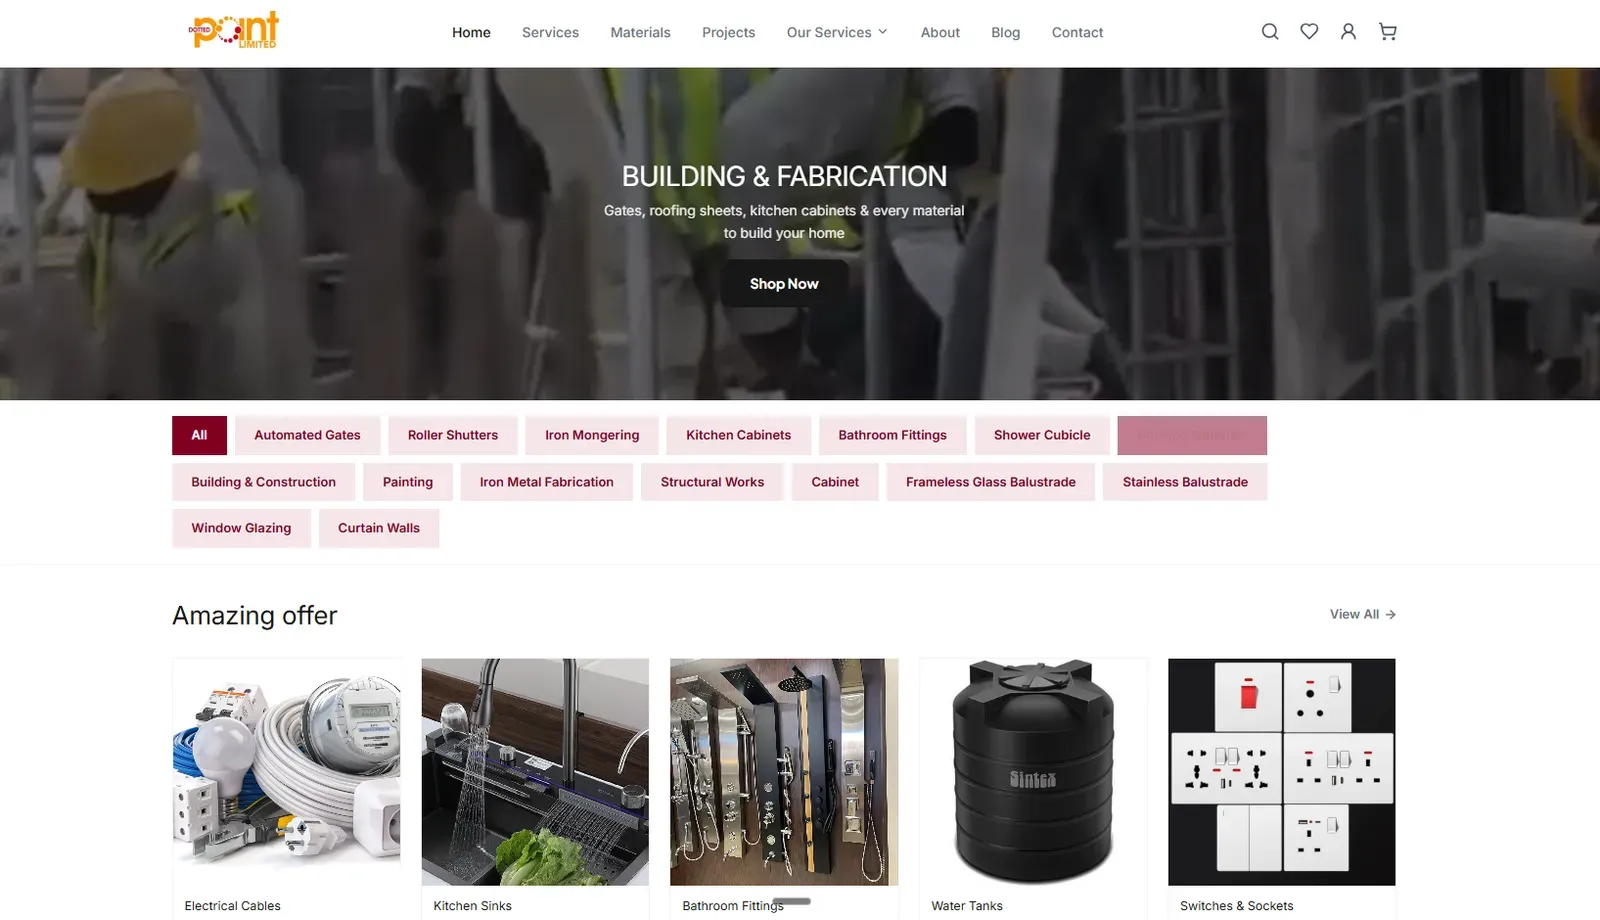 DOTTED
point
LIMITED
Home Services Materials Projects Our Services About Blog Contact
BUILDING & FABRICATION
Gates, roofing sheets, kitchen cabinets & every material
to build your home
Shop Now
All Automated Gates Roller Shutters Iron Mongering Kitchen Cabinets Bathroom Fittings Shower Cubicle
Building & Construction Painting Iron Metal Fabrication Structural Works Cabinet Frameless Glass Balustrade Stainless Balustrade
Window Glazing Curtain Walls
Amazing offer
View All
Sintex
Electrical Cables Kitchen Sinks Bathroom Fittings Water Tanks Switches & Sockets